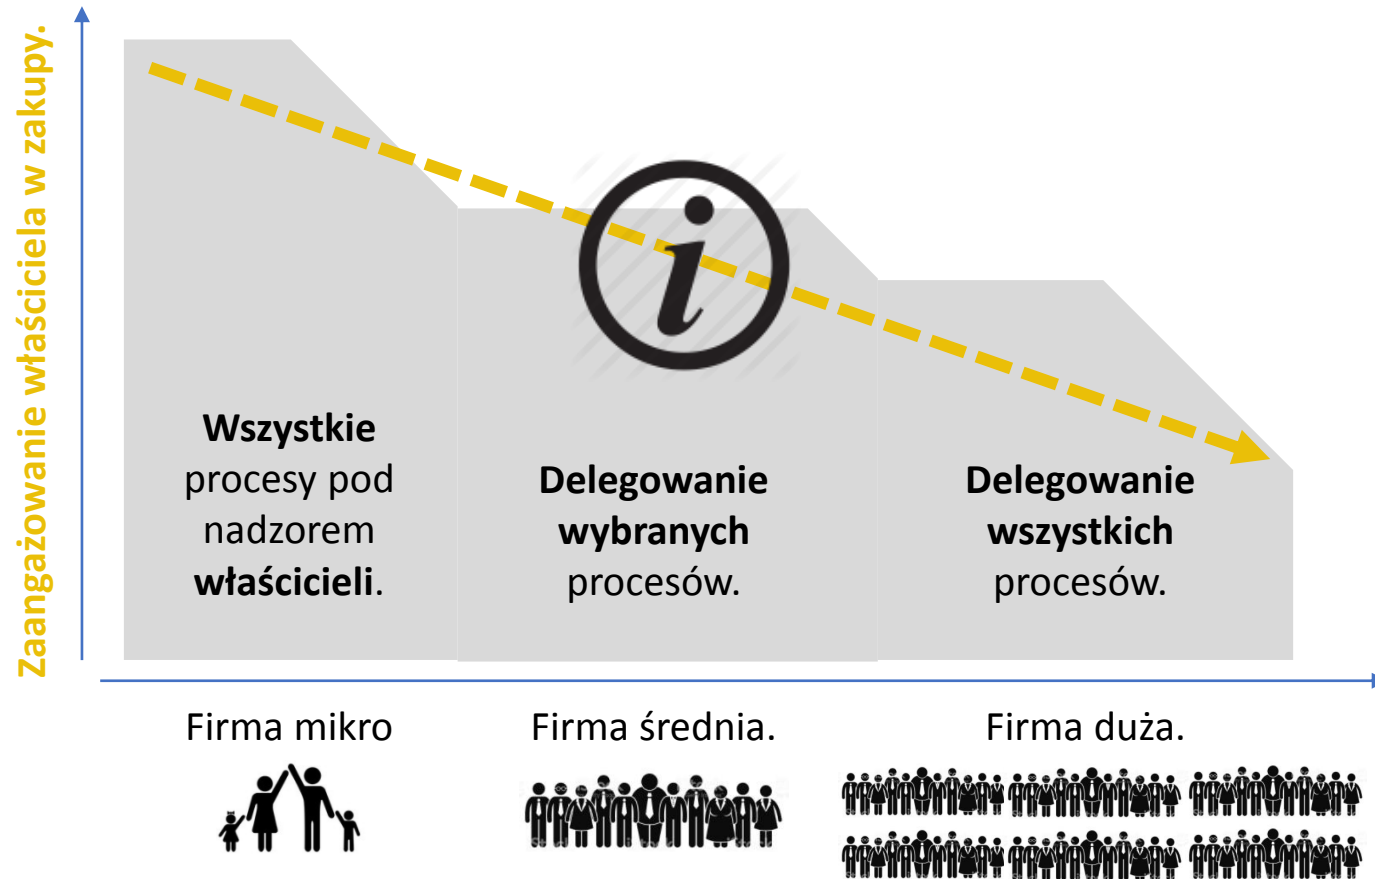 Zaangażowanie właściciela w zakupy.
Wszystkie
procesy pod
nadzorem
właścicieli.
Delegowanie
wybranych
procesów.
Delegowanie
wszystkich
procesów.
Firma mikro
Firma średnia.
Firma duża.